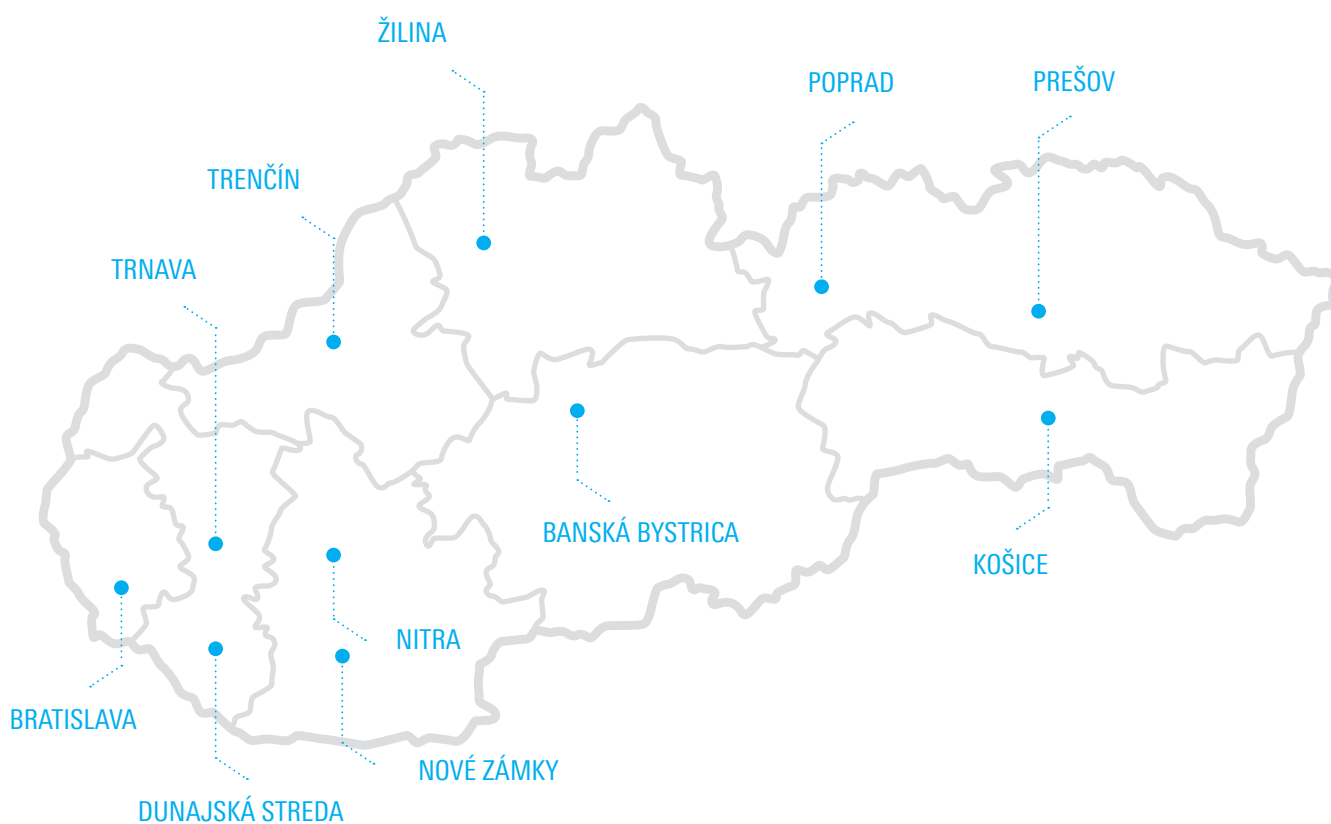 ŽILINA
POPRAD
PREŠOV
TRENČÍN
TRNAVA
BANSKÁ BYSTRICA
KOŠICE
NITRA
BRATISLAVA
NOVÉ ZÁMKY
DUNAJSKÁ STREDA